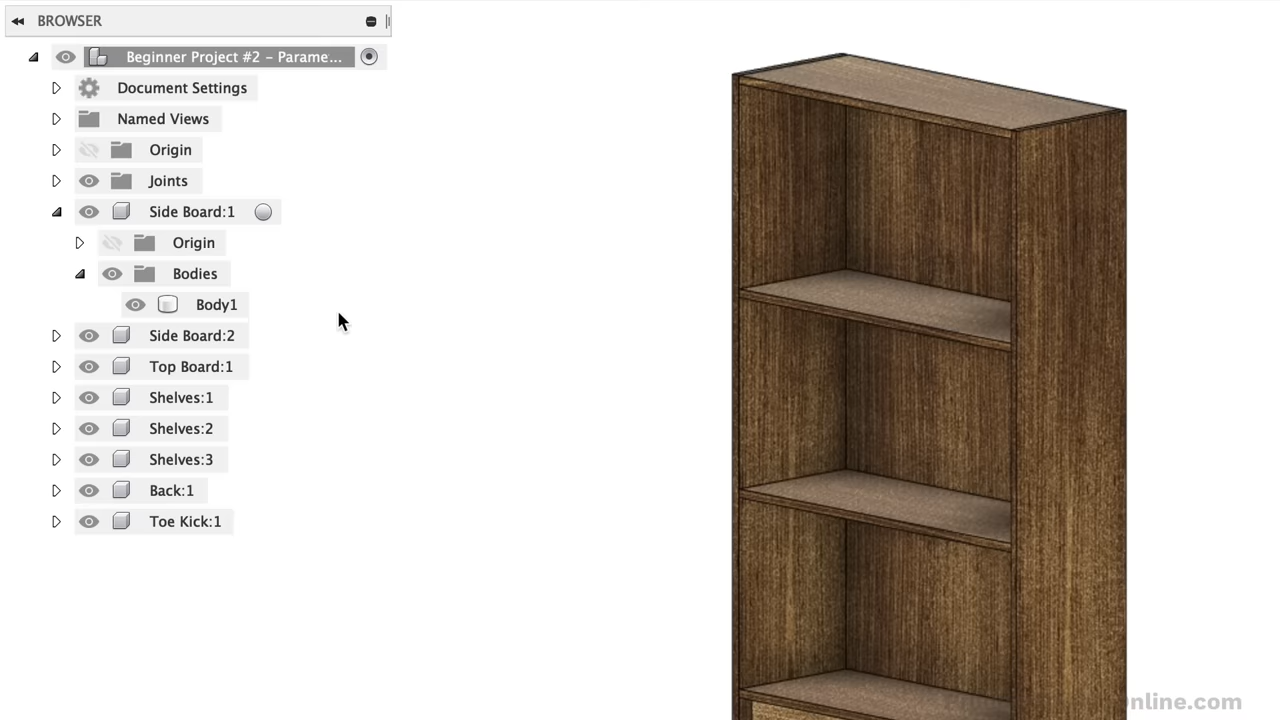 BROWSER
Beginner Project #2 – Parame...
Document Settings
Named Views
Origin
Joints
Side Board:1
Origin
Bodies
Body1
Side Board:2
Top Board:1
Shelves:1
Shelves:2
Shelves:3
Back:1
Toe Kick:1
nline.com